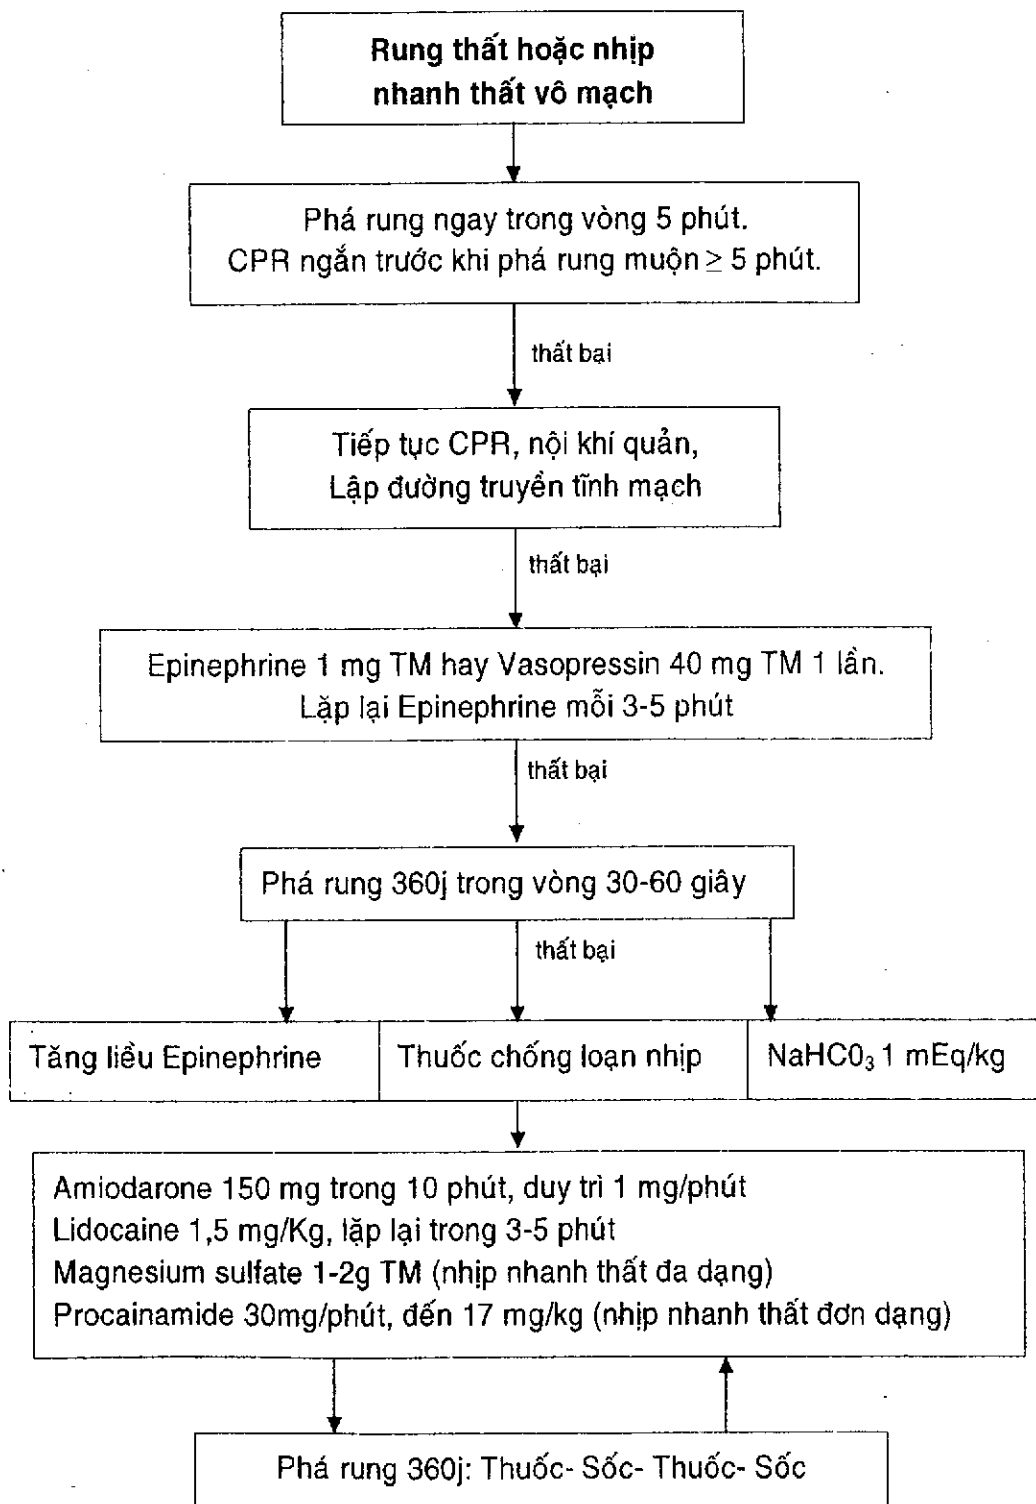 Rung thất hoặc nhịp
nhanh thất vô mạch
Phá rung ngay trong vòng 5 phút.
CPR ngắn trước khi phá rung muộn ≥ 5 phút.
thất bại
Tiếp tục CPR, nội khí quản,
Lập đường truyền tĩnh mạch
thất bại
Epinephrine 1 mg TM hay Vasopressin 40 mg TM 1 lần.
Lặp lại Epinephrine mỗi 3-5 phút
thất bại
Phá rung 360j trong vòng 30-60 giây
thất bại
Tăng liều Epinephrine
Thuốc chống loạn nhịp
NaHC0₃ 1 mEq/kg
Amiodarone 150 mg trong 10 phút, duy trì 1 mg/phút
Lidocaine 1,5 mg/Kg, lặp lại trong 3-5 phút
Magnesium sulfate 1-2g TM (nhịp nhanh thất đa dạng)
Procainamide 30mg/phút, đến 17 mg/kg (nhịp nhanh thất đơn dạng)
Phá rung 360j: Thuốc- Sốc- Thuốc- Sốc